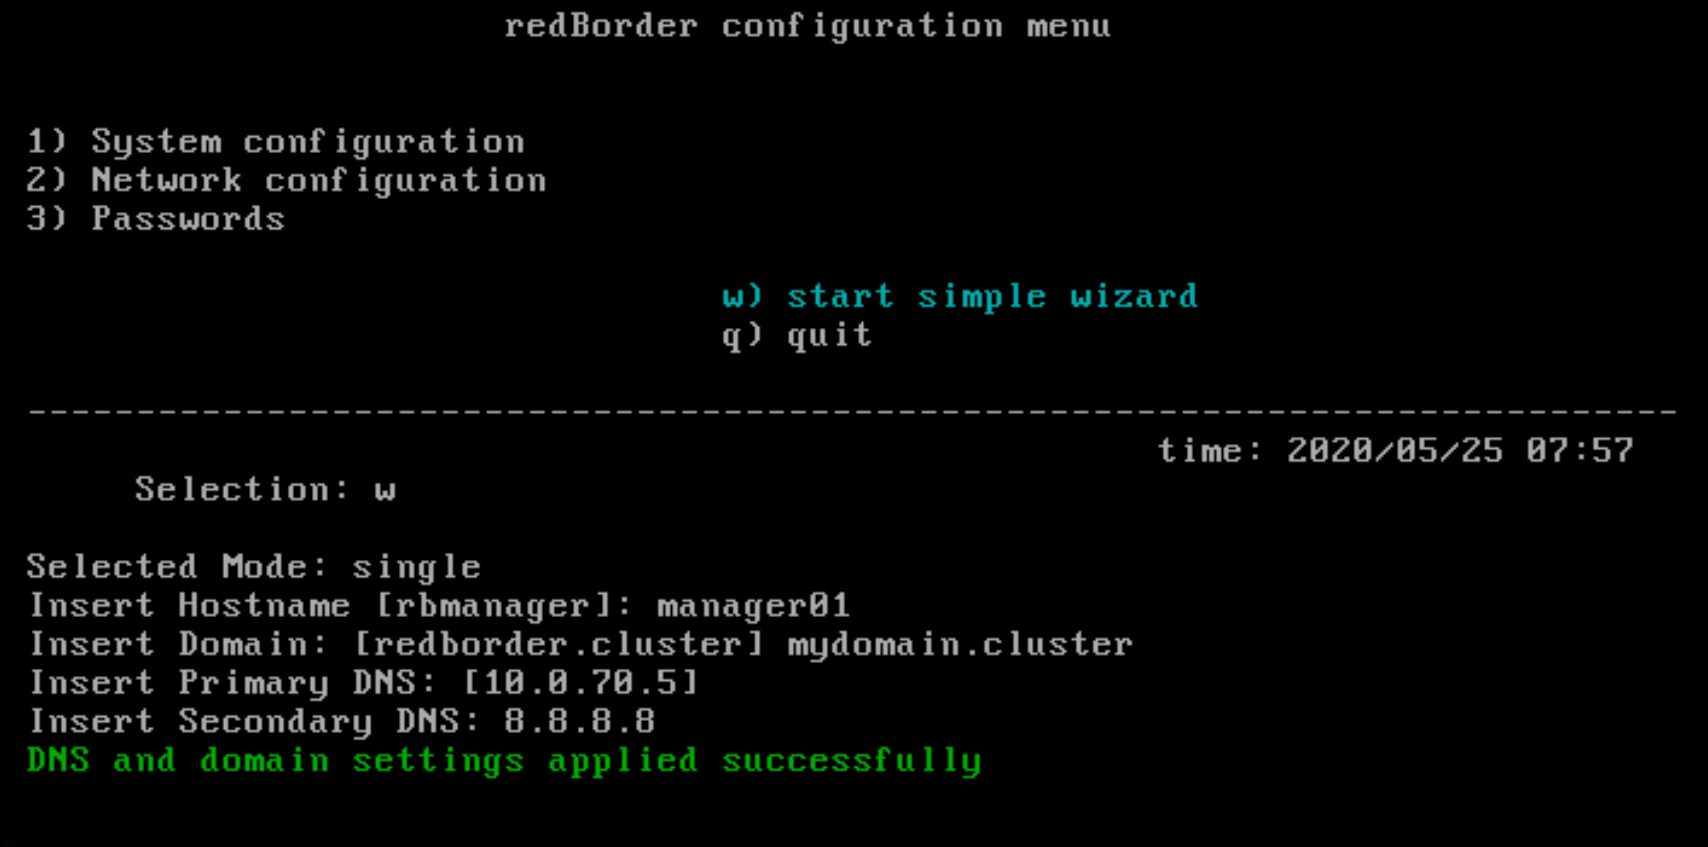 redBorder configuration menu
1) System configuration
2) Network configuration
3) Passwords
w) start simple wizard
q) quit
----------------------------------------------------------------------------
time: 2020/05/25 07:57
Selection: w
Selected Mode: single
Insert Hostname [rbmanager]: manager01
Insert Domain: [redborder.cluster] mydomain.cluster
Insert Primary DNS: [10.0.70.5]
Insert Secondary DNS: 8.8.8.8
DNS and domain settings applied successfully